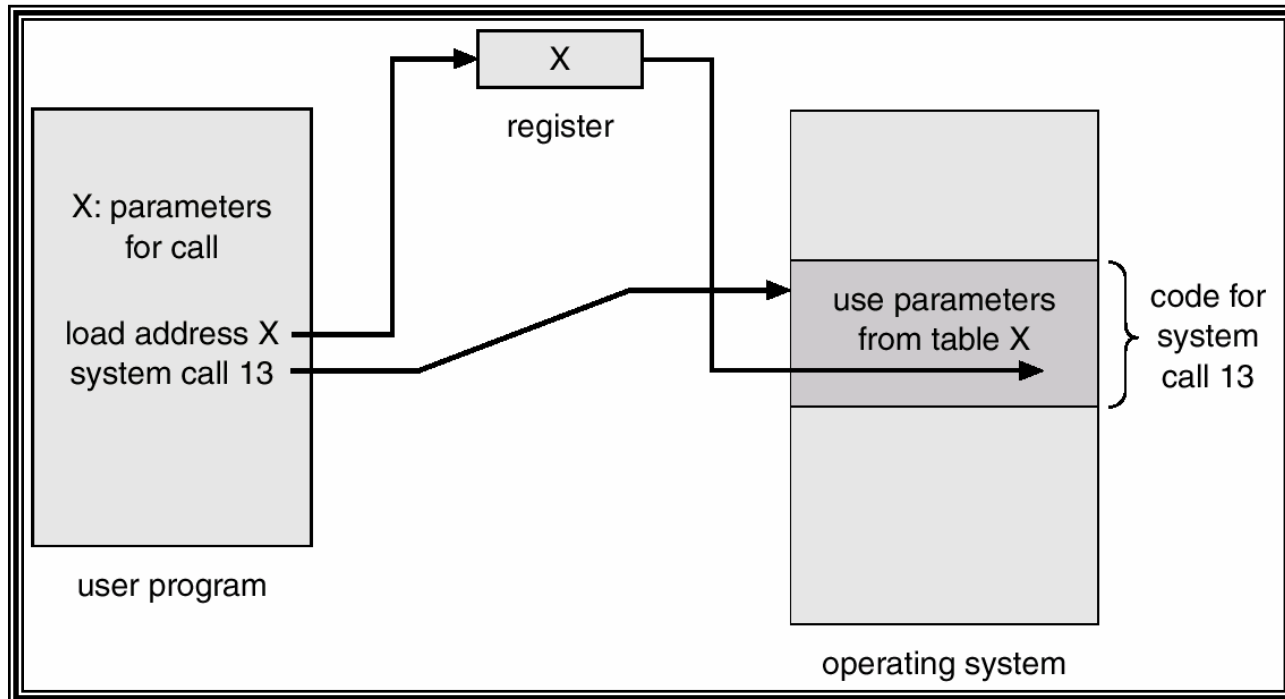 X
register
X: parameters
for call
load address X
system call 13
user program
use parameters
from table X
code for
system
call 13
operating system